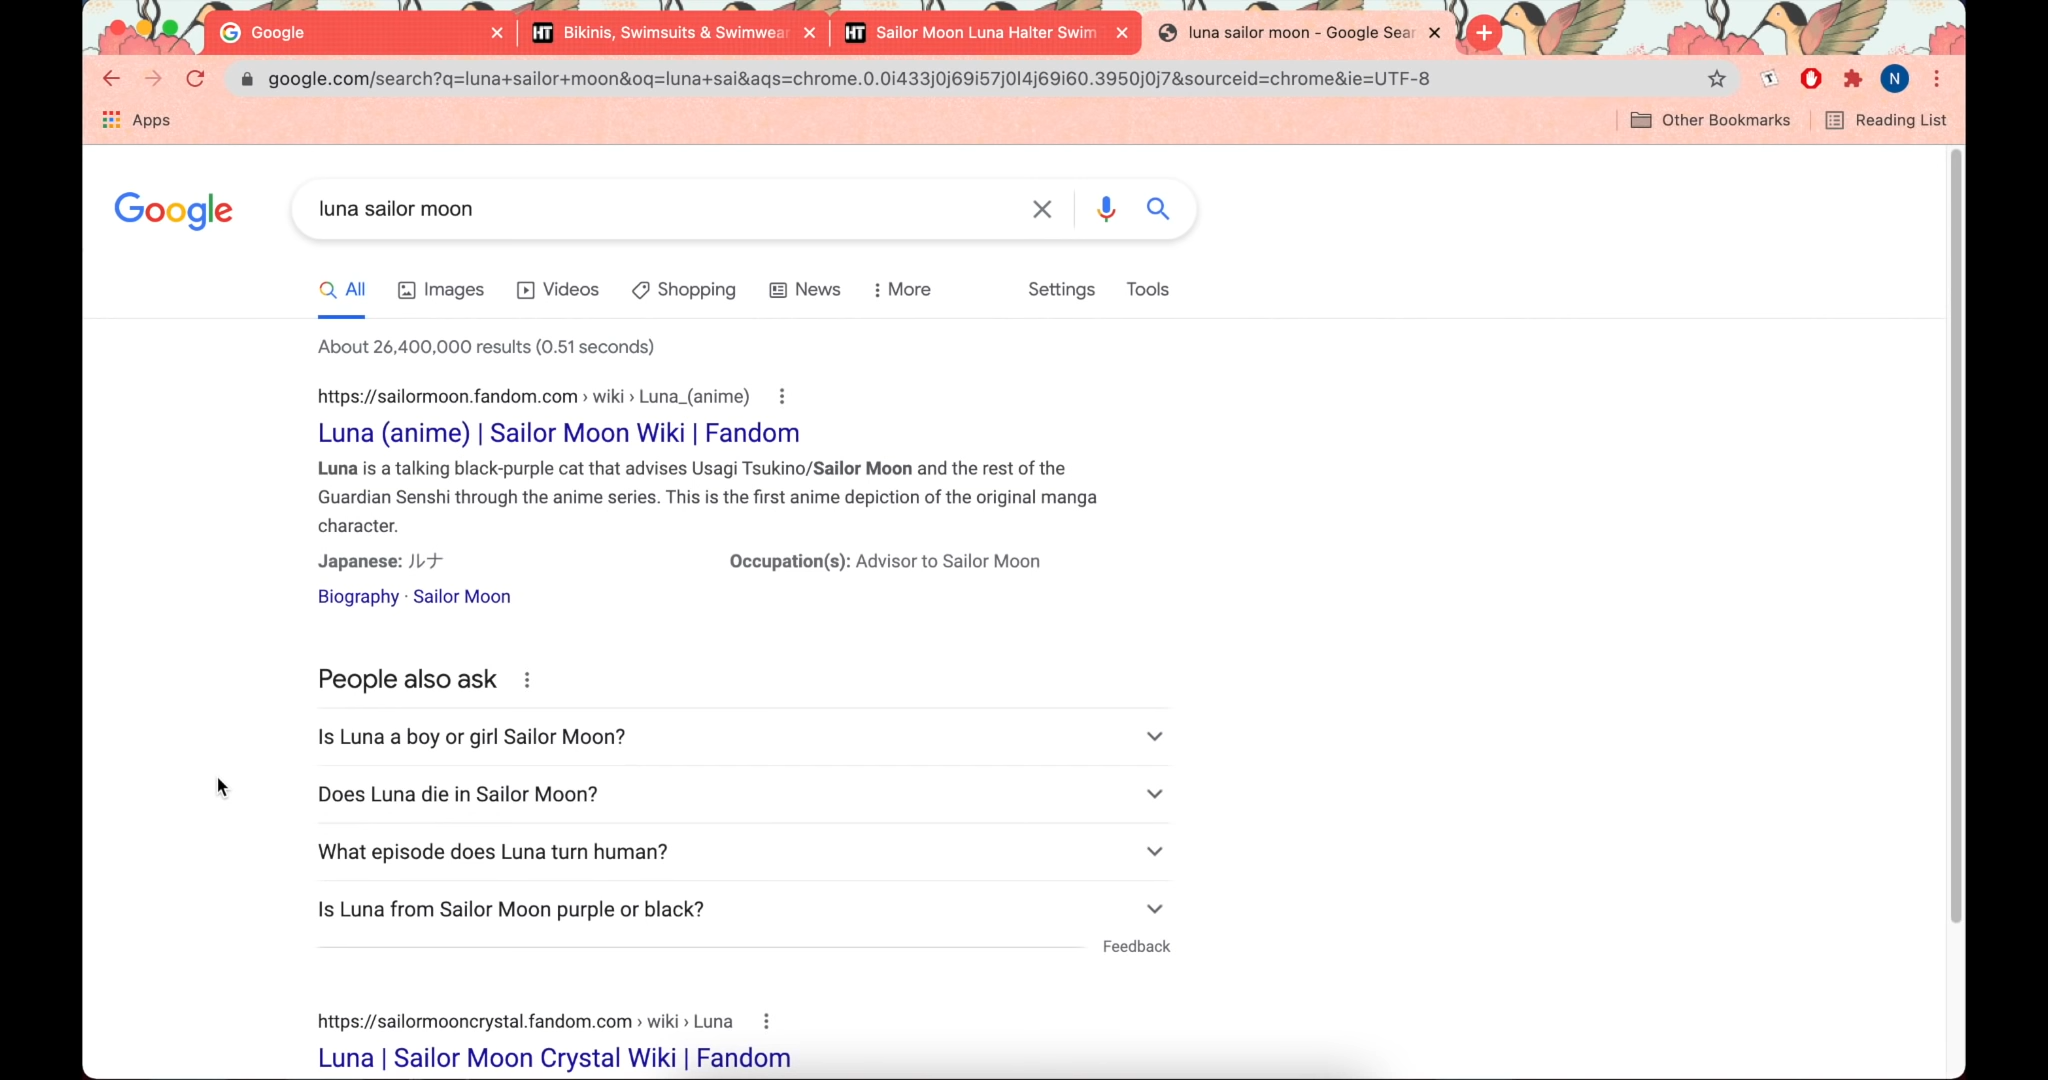 Google
HT Bikinis, Swimsuits & Swimwear
HT Sailor Moon Luna Halter Swim
luna sailor moon - Google Sear
google.com/search?q=luna+sailor+moon&oq=luna+sai&aqs=chrome.0.0i433j0j69i57j0l4j69i60.3950j0j7&sourceid=chrome&ie=UTF-8
N
Apps
Other Bookmarks
Reading List
Google
luna sailor moon
All Images Videos Shopping News More Settings Tools
About 26,400,000 results (0.51 seconds)
https://sailormoon.fandom.com › wiki › Luna_(anime)
Luna (anime) | Sailor Moon Wiki | Fandom
Luna is a talking black-purple cat that advises Usagi Tsukino/Sailor Moon and the rest of the
Guardian Senshi through the anime series. This is the first anime depiction of the original manga
character.
Japanese: ルナ Occupation(s): Advisor to Sailor Moon
Biography · Sailor Moon
People also ask
Is Luna a boy or girl Sailor Moon?
Does Luna die in Sailor Moon?
What episode does Luna turn human?
Is Luna from Sailor Moon purple or black?
Feedback
https://sailormooncrystal.fandom.com › wiki › Luna
Luna | Sailor Moon Crystal Wiki | Fandom